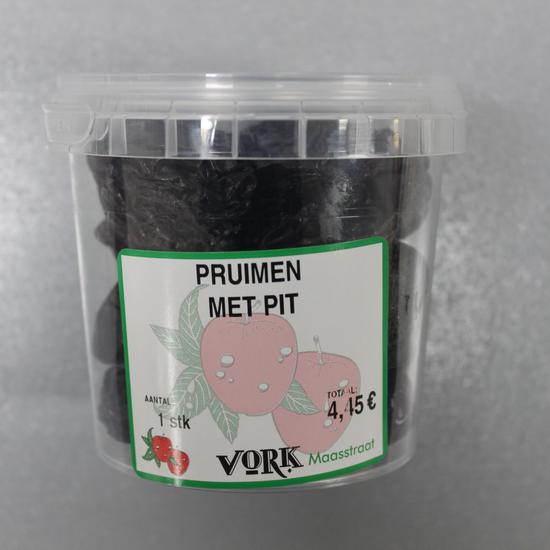 PRUIMEN
MET PIT
AANTAL
1 stk
TOTAAL:
4,45 €
VORK Maasstraat